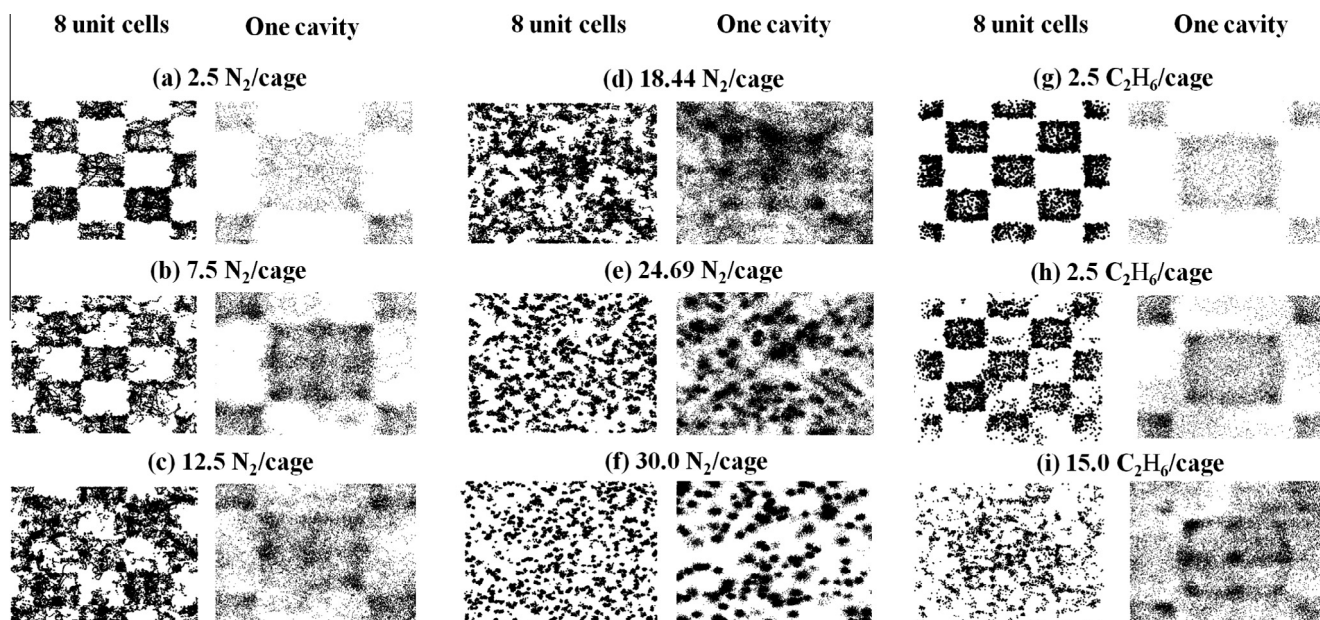 8 unit cells One cavity 8 unit cells One cavity 8 unit cells One cavity
(a) 2.5 N₂/cage (d) 18.44 N₂/cage (g) 2.5 C₂H₆/cage
(b) 7.5 N₂/cage (e) 24.69 N₂/cage (h) 2.5 C₂H₆/cage
(c) 12.5 N₂/cage (f) 30.0 N₂/cage (i) 15.0 C₂H₆/cage